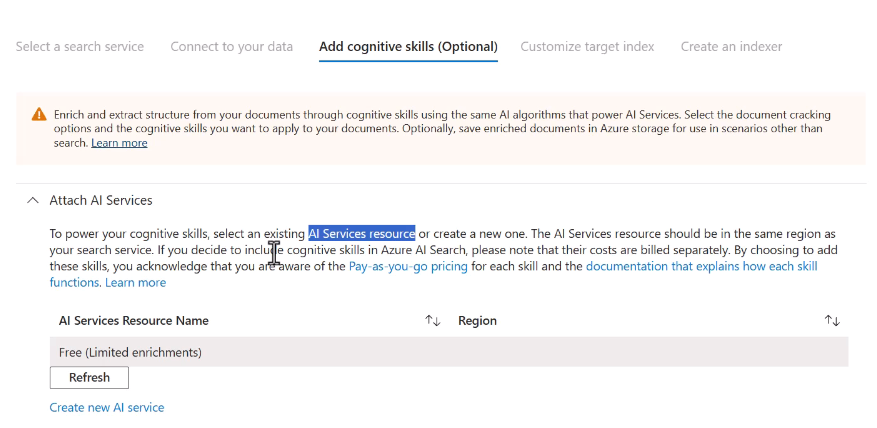 Select a search service Connect to your data Add cognitive skills (Optional) Customize target index Create an indexer
Enrich and extract structure from your documents through cognitive skills using the same AI algorithms that power AI Services. Select the document cracking
options and the cognitive skills you want to apply to your documents. Optionally, save enriched documents in Azure storage for use in scenarios other than
search. Learn more
Attach AI Services
To power your cognitive skills, select an existing AI Services resource or create a new one. The AI Services resource should be in the same region as
your search service. If you decide to include cognitive skills in Azure AI Search, please note that their costs are billed separately. By choosing to add
these skills, you acknowledge that you are aware of the Pay-as-you-go pricing for each skill and the documentation that explains how each skill
functions. Learn more
AI Services Resource Name Region
Free (Limited enrichments)
Refresh
Create new AI service